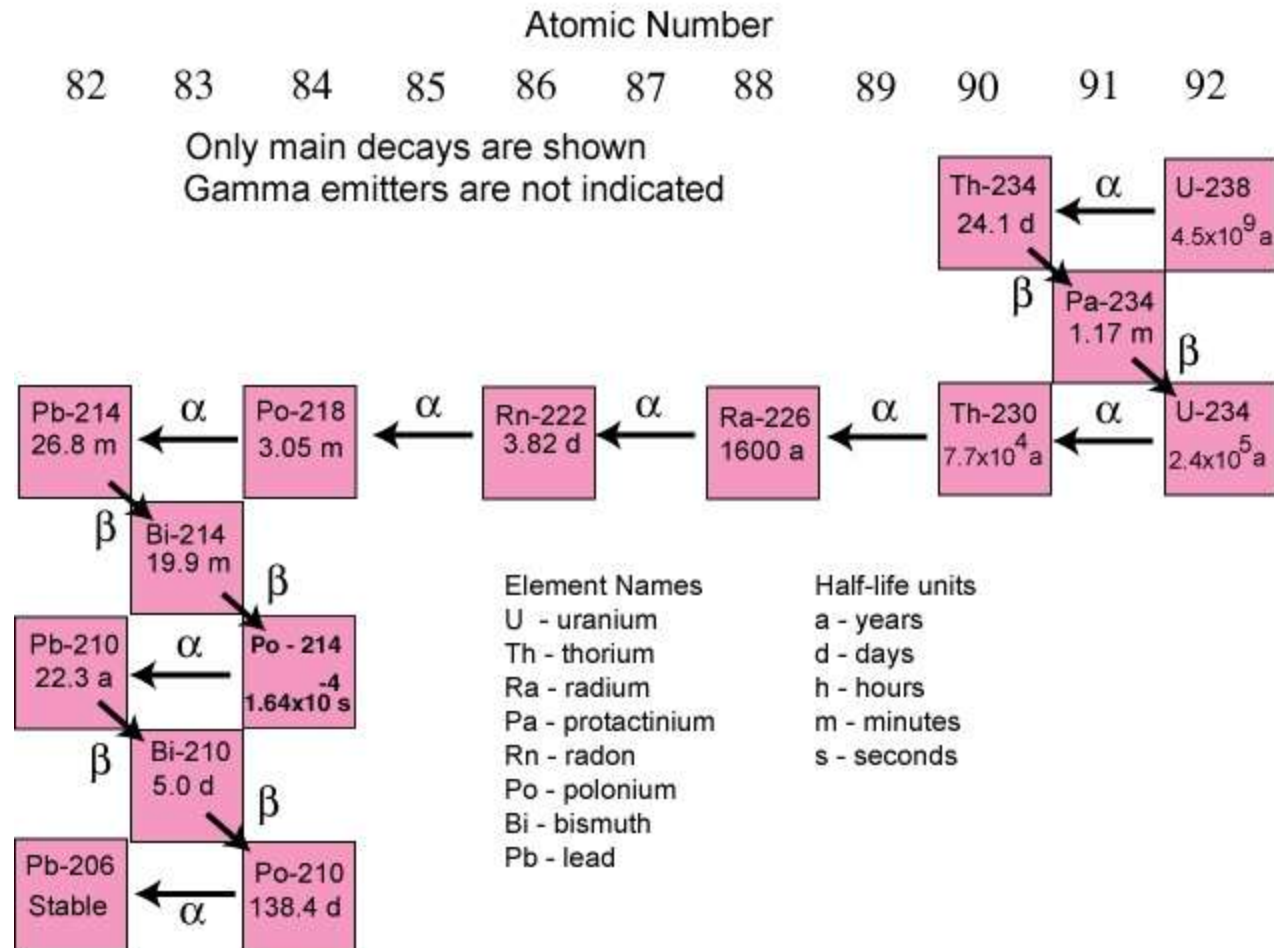 Atomic Number
82 83 84 85 86 87 88 89 90 91 92
Only main decays are shown
Gamma emitters are not indicated
Th-234
24.1 d
α
U-238
4.5x10⁹ a
β
Pa-234
1.17 m
β
Pb-214
26.8 m
α
Po-218
3.05 m
α
Rn-222
3.82 d
α
Ra-226
1600 a
α
Th-230
7.7x10⁴ a
α
U-234
2.4x10⁵ a
β
Bi-214
19.9 m
β
Pb-210
22.3 a
α
Po - 214
1.64x10⁻⁴ s
β
Bi-210
5.0 d
β
Pb-206
Stable
α
Po-210
138.4 d
Element Names
U - uranium
Th - thorium
Ra - radium
Pa - protactinium
Rn - radon
Po - polonium
Bi - bismuth
Pb - lead
Half-life units
a - years
d - days
h - hours
m - minutes
s - seconds